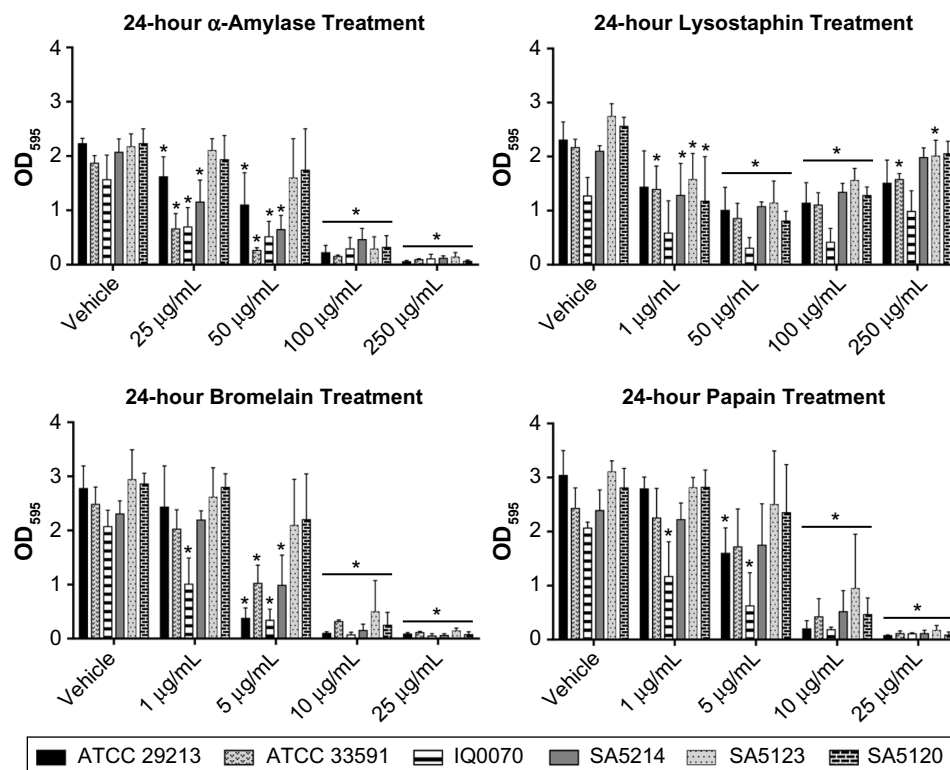 24-hour α-Amylase Treatment
4
3
2
1
0
OD595
* * * * * * * * * *
Vehicle
25 µg/mL
50 µg/mL
100 µg/mL
250 µg/mL
24-hour Lysostaphin Treatment
4
3
2
1
0
OD595
* * * * * * * *
Vehicle
1 µg/mL
50 µg/mL
100 µg/mL
250 µg/mL
24-hour Bromelain Treatment
4
3
2
1
0
OD595
* * * * * * *
Vehicle
1 µg/mL
5 µg/mL
10 µg/mL
25 µg/mL
24-hour Papain Treatment
4
3
2
1
0
OD595
* * * * *
Vehicle
1 µg/mL
5 µg/mL
10 µg/mL
25 µg/mL
ATCC 29213 ATCC 33591 IQ0070 SA5214 SA5123 SA5120